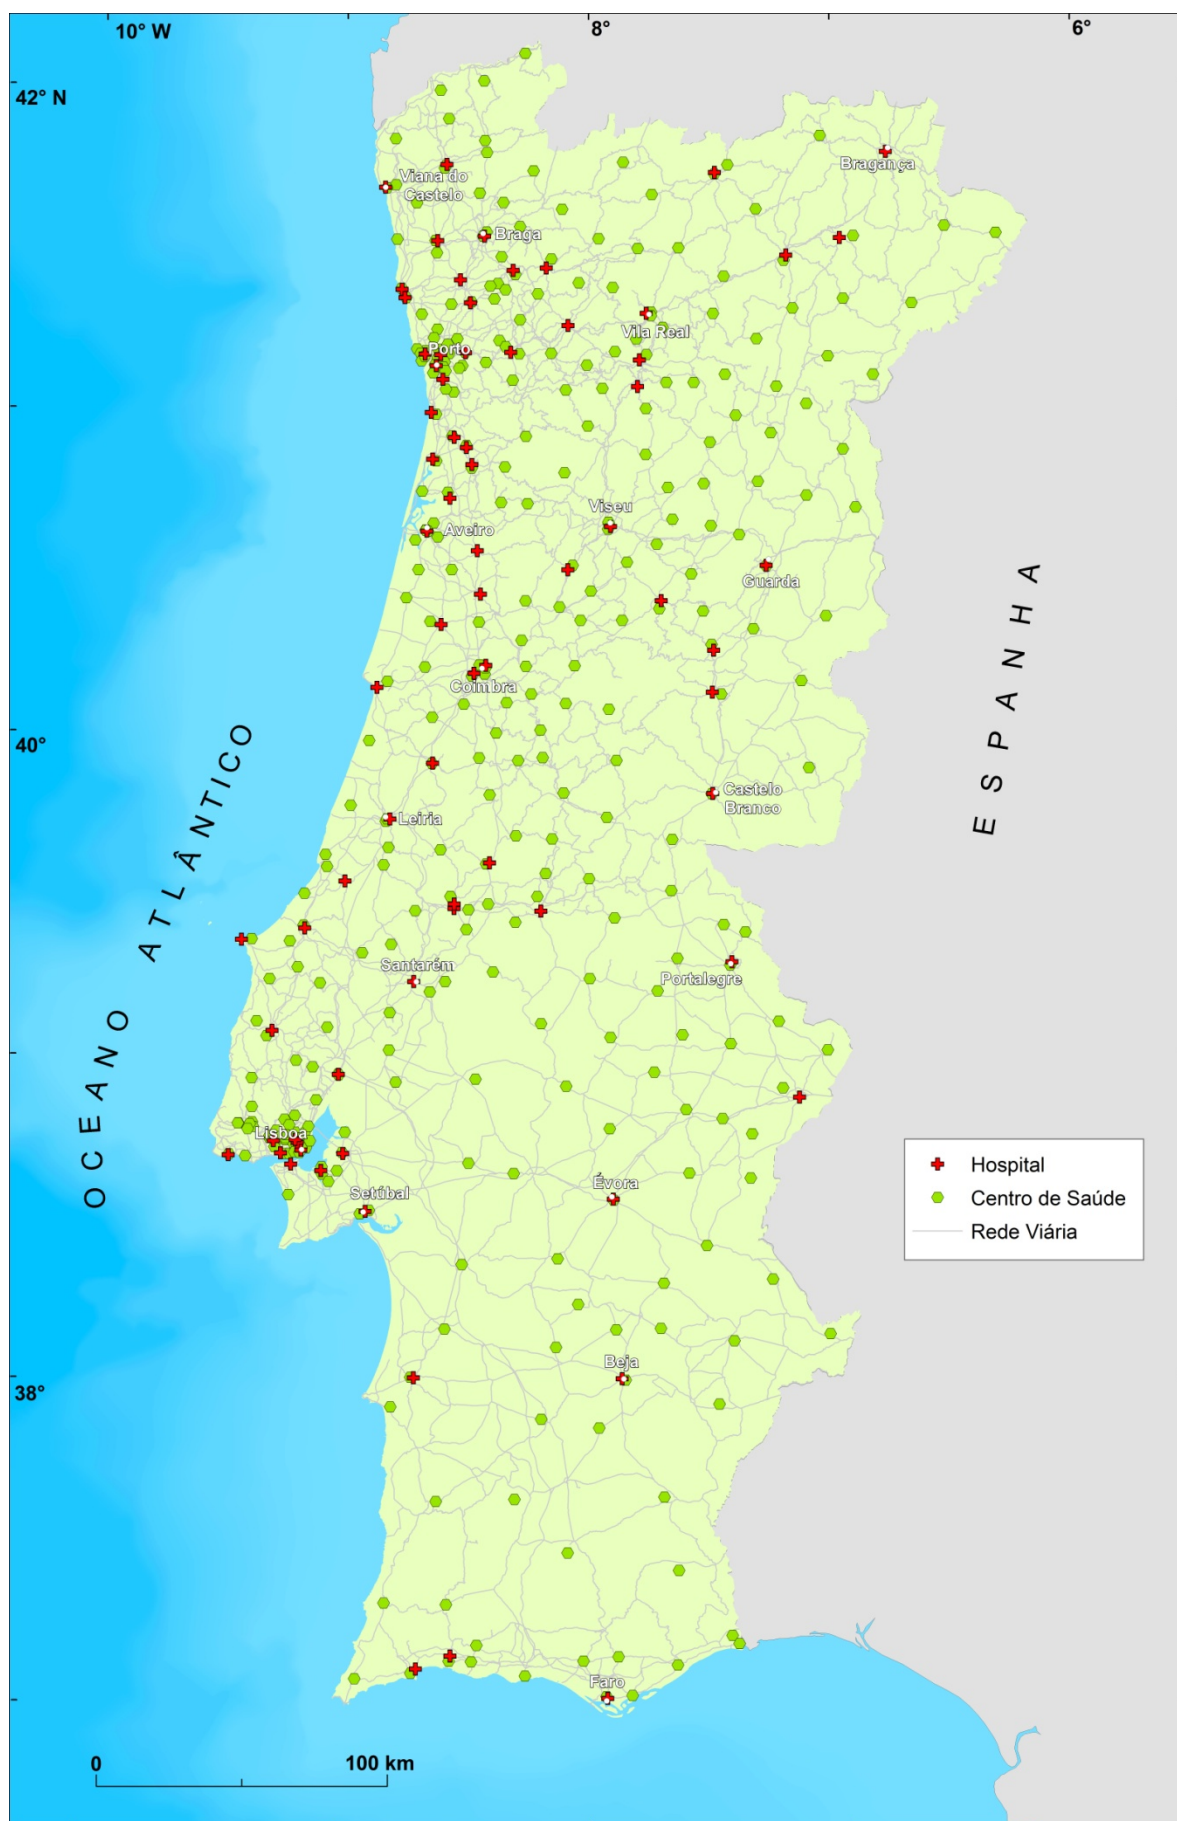 10° W
8°
6°
42° N
Bragança
Viana do
Castelo
Braga
Vila Real
Porto
Viseu
Aveiro
Guarda
ESPANHA
Coimbra
40°
OCEANO ATLÂNTICO
Castelo
Branco
Leiria
Santarém
Portalegre
Lisboa
Hospital
Centro de Saúde
Rede Viária
Évora
Setúbal
Beja
38°
Faro
0
100 km